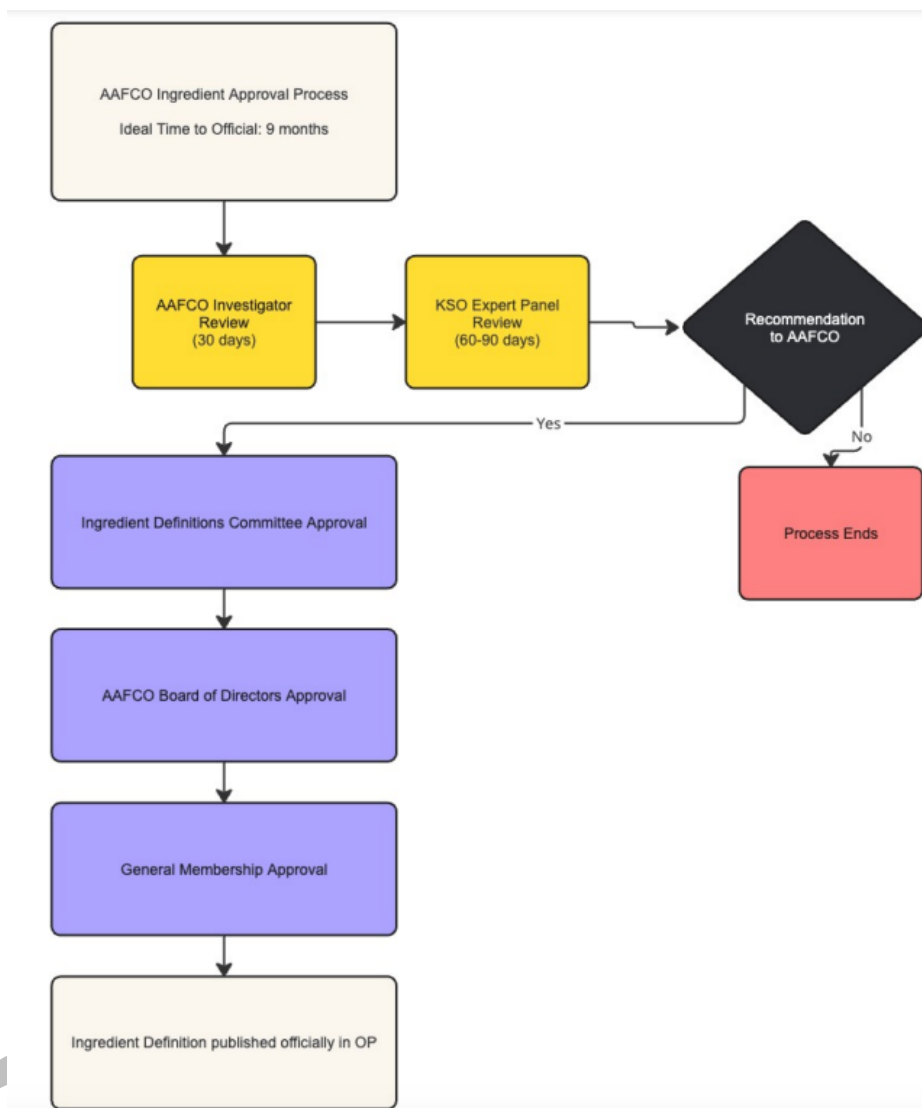 AAFCO Ingredient Approval Process
Ideal Time to Official: 9 months
AAFCO Investigator
Review
(30 days)
KSO Expert Panel
Review
(60-90 days)
Recommendation
to AAFCO
Yes
No
Ingredient Definitions Committee Approval
Process Ends
AAFCO Board of Directors Approval
General Membership Approval
Ingredient Definition published officially in OP